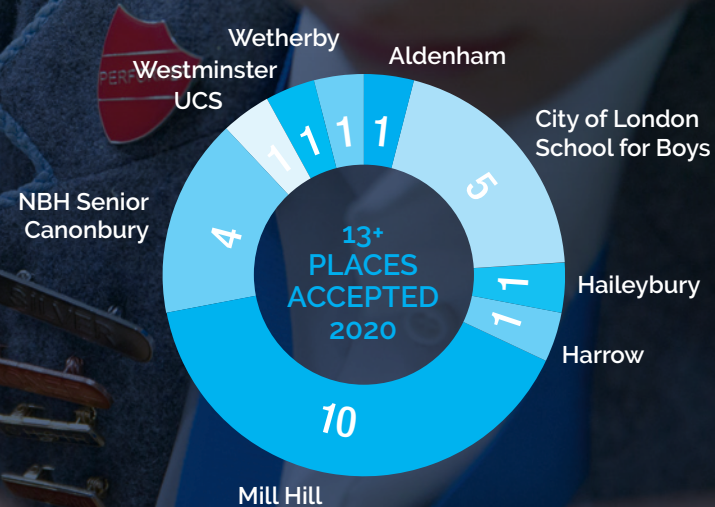 Wetherby
Aldenham
Westminster
UCS
City of London
School for Boys
NBH Senior
Canonbury
Haileybury
Harrow
Mill Hill
1
5
1
1
10
4
1
1
1
13+
PLACES
ACCEPTED
2020
SILVER